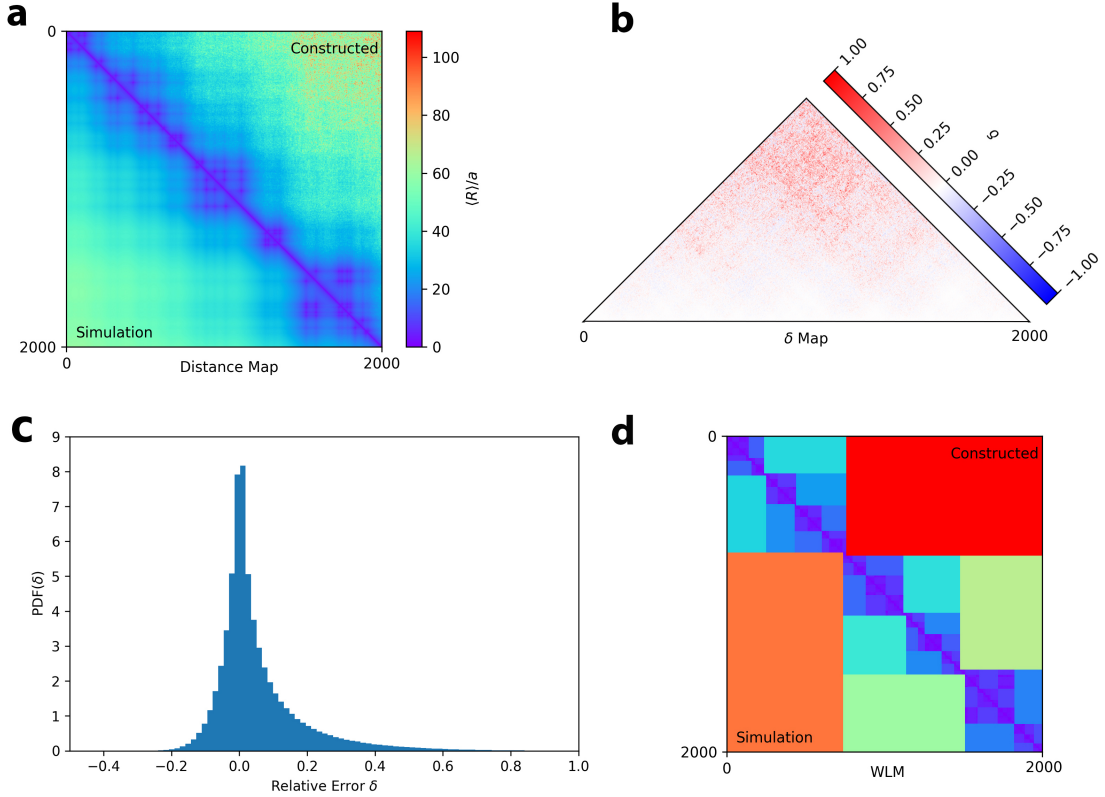 a
0
2000
0
2000
Constructed
Simulation
Distance Map
100
80
60
40
20
0
⟨R⟩/a
b
1.00
0.75
0.50
0.25
0.00
−0.25
−0.50
−0.75
−1.00
δ
0
δ Map
2000
c
9
8
7
6
5
4
3
2
1
0
PDF(δ)
−0.4
−0.2
0.0
0.2
0.4
0.6
0.8
1.0
Relative Error δ
d
0
2000
Constructed
Simulation
0
WLM
2000